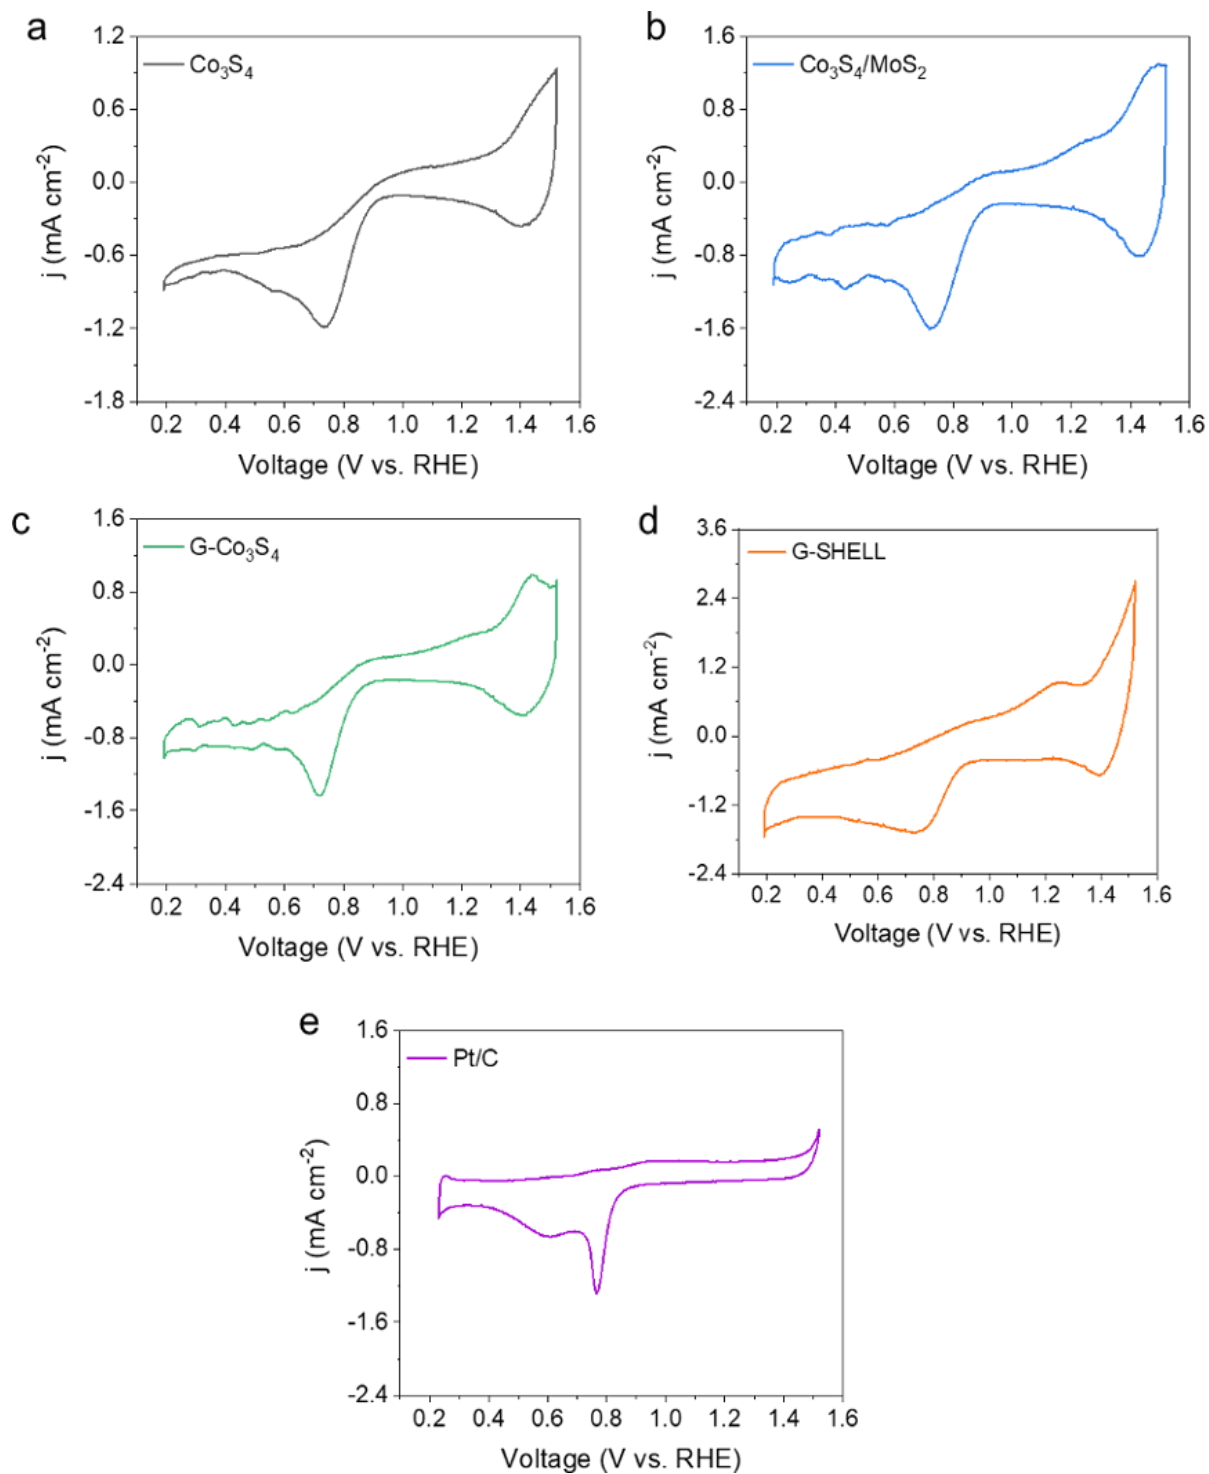 a
1.2
0.6
0.0
-0.6
-1.2
-1.8
Co₃S₄
0.2 0.4 0.6 0.8 1.0 1.2 1.4 1.6
Voltage (V vs. RHE)
j (mA cm⁻²)
b
1.6
0.8
0.0
-0.8
-1.6
-2.4
Co₃S₄/MoS₂
0.2 0.4 0.6 0.8 1.0 1.2 1.4 1.6
Voltage (V vs. RHE)
j (mA cm⁻²)
c
1.6
0.8
0.0
-0.8
-1.6
-2.4
G-Co₃S₄
0.2 0.4 0.6 0.8 1.0 1.2 1.4 1.6
Voltage (V vs. RHE)
j (mA cm⁻²)
d
3.6
2.4
1.2
0.0
-1.2
-2.4
G-SHELL
0.2 0.4 0.6 0.8 1.0 1.2 1.4 1.6
Voltage (V vs. RHE)
j (mA cm⁻²)
e
1.6
0.8
0.0
-0.8
-1.6
-2.4
Pt/C
0.2 0.4 0.6 0.8 1.0 1.2 1.4 1.6
Voltage (V vs. RHE)
j (mA cm⁻²)